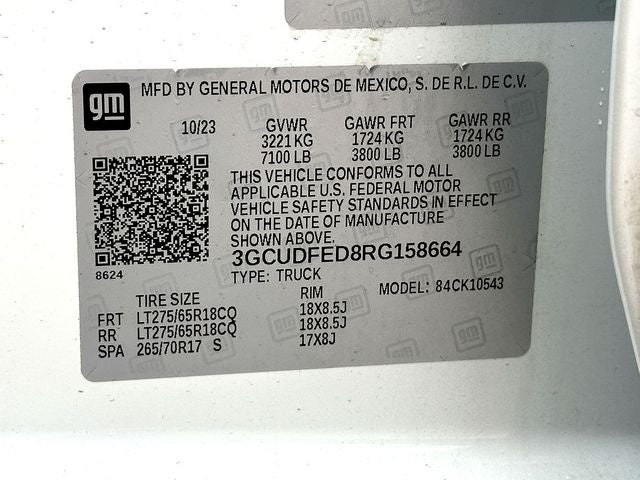 gm
MFD BY GENERAL MOTORS DE MEXICO, S. DE R.L. DE C.V.
10/23 GVWR GAWR FRT GAWR RR
3221 KG 1724 KG 1724 KG
7100 LB 3800 LB 3800 LB
THIS VEHICLE CONFORMS TO ALL
APPLICABLE U.S. FEDERAL MOTOR
VEHICLE SAFETY STANDARDS IN EFFECT
ON THE DATE OF MANUFACTURE
SHOWN ABOVE.
3GCUDFED8RG158664
8624 TYPE: TRUCK
TIRE SIZE RIM MODEL: 84CK10543
FRT LT275/65R18CQ 18X8.5J
RR LT275/65R18CQ 18X8.5J
SPA 265/70R17 S 17X8J